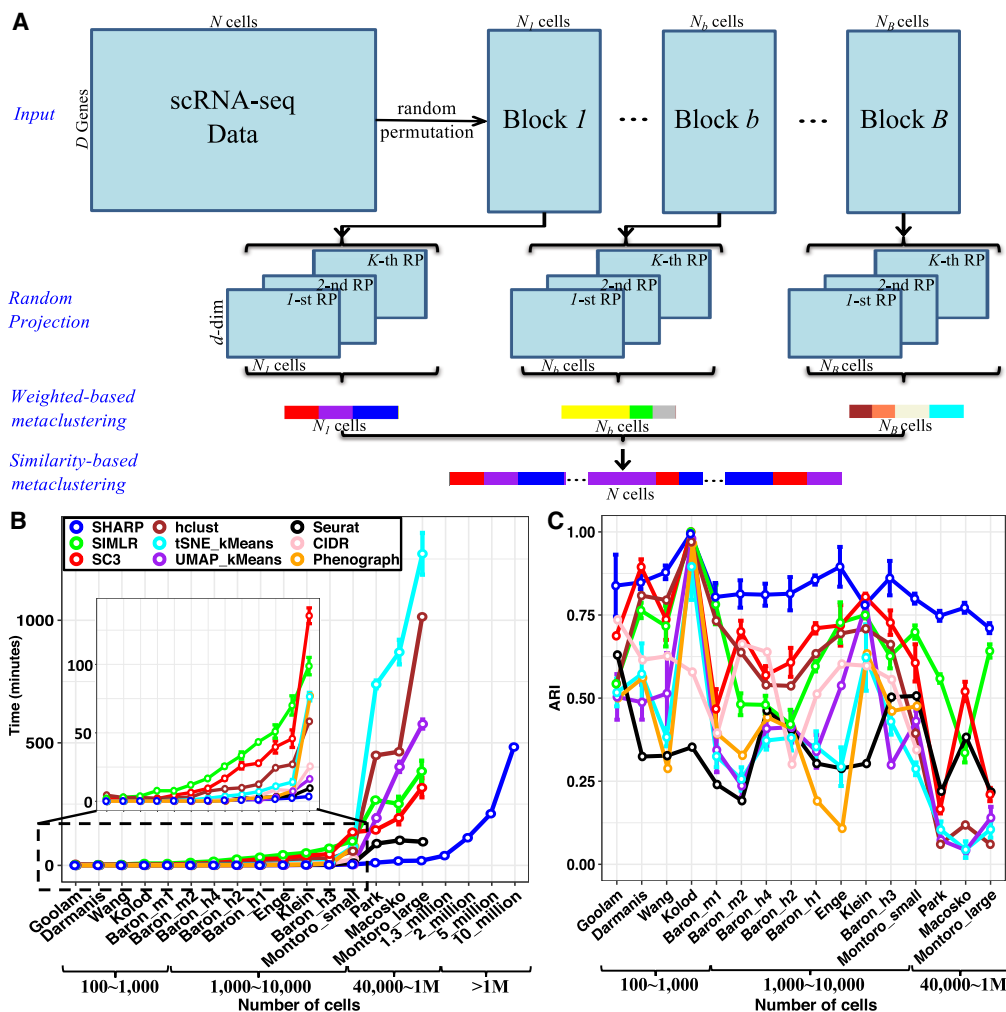 A
N cells
N1 cells
Nb cells
NB cells
Input
D Genes
scRNA-seq
Data
random
permutation
Block 1
...
Block b
...
Block B
Random
Projection
d-dim
K-th RP
2-nd RP
1-st RP
N1 cells
K-th RP
2-nd RP
1-st RP
Nb cells
K-th RP
2-nd RP
1-st RP
NB cells
Weighted-based
metaclustering
N1 cells
Nb cells
NB cells
Similarity-based
metaclustering
...
...
N cells
B
SHARP
SIMLR
SC3
hclust
tSNE_kMeans
UMAP_kMeans
Seurat
CIDR
Phenograph
Time (minutes)
1000
500
0
100
50
0
Goolam
Darmanis
Wang
Kolod
Baron_m1
Baron_m2
Baron_h4
Baron_h2
Baron_h1
Enge
Klein
Baron_h3
Montoro_small
Park
Macosko
Montoro_large
1.3_million
2_million
5_million
10_million
100~1,000
1,000~10,000
40,000~1M
>1M
Number of cells
C
ARI
1.00
0.75
0.50
0.25
0.00
Goolam
Darmanis
Wang
Kolod
Baron_m1
Baron_m2
Baron_h4
Baron_h2
Baron_h1
Enge
Klein
Baron_h3
Montoro_small
Park
Macosko
Montoro_large
100~1,000
1,000~10,000
40,000~1M
Number of cells